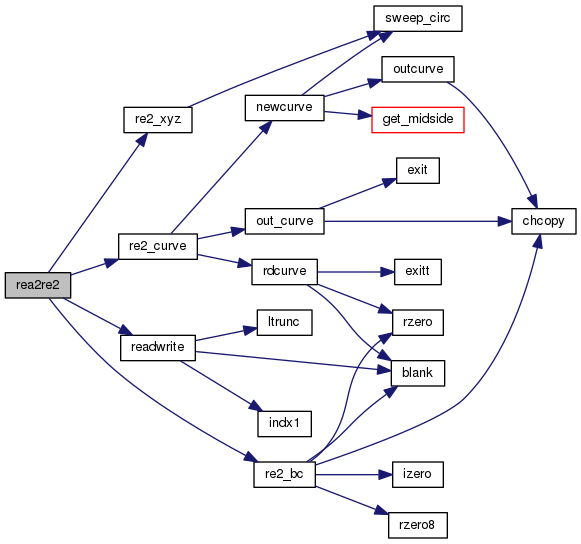 sweep_circ
outcurve
re2_xyz
newcurve
get_midside
exit
out_curve
chcopy
re2_curve
rdcurve
exitt
rea2re2
ltrunc
rzero
readwrite
blank
indx1
re2_bc
izero
rzero8